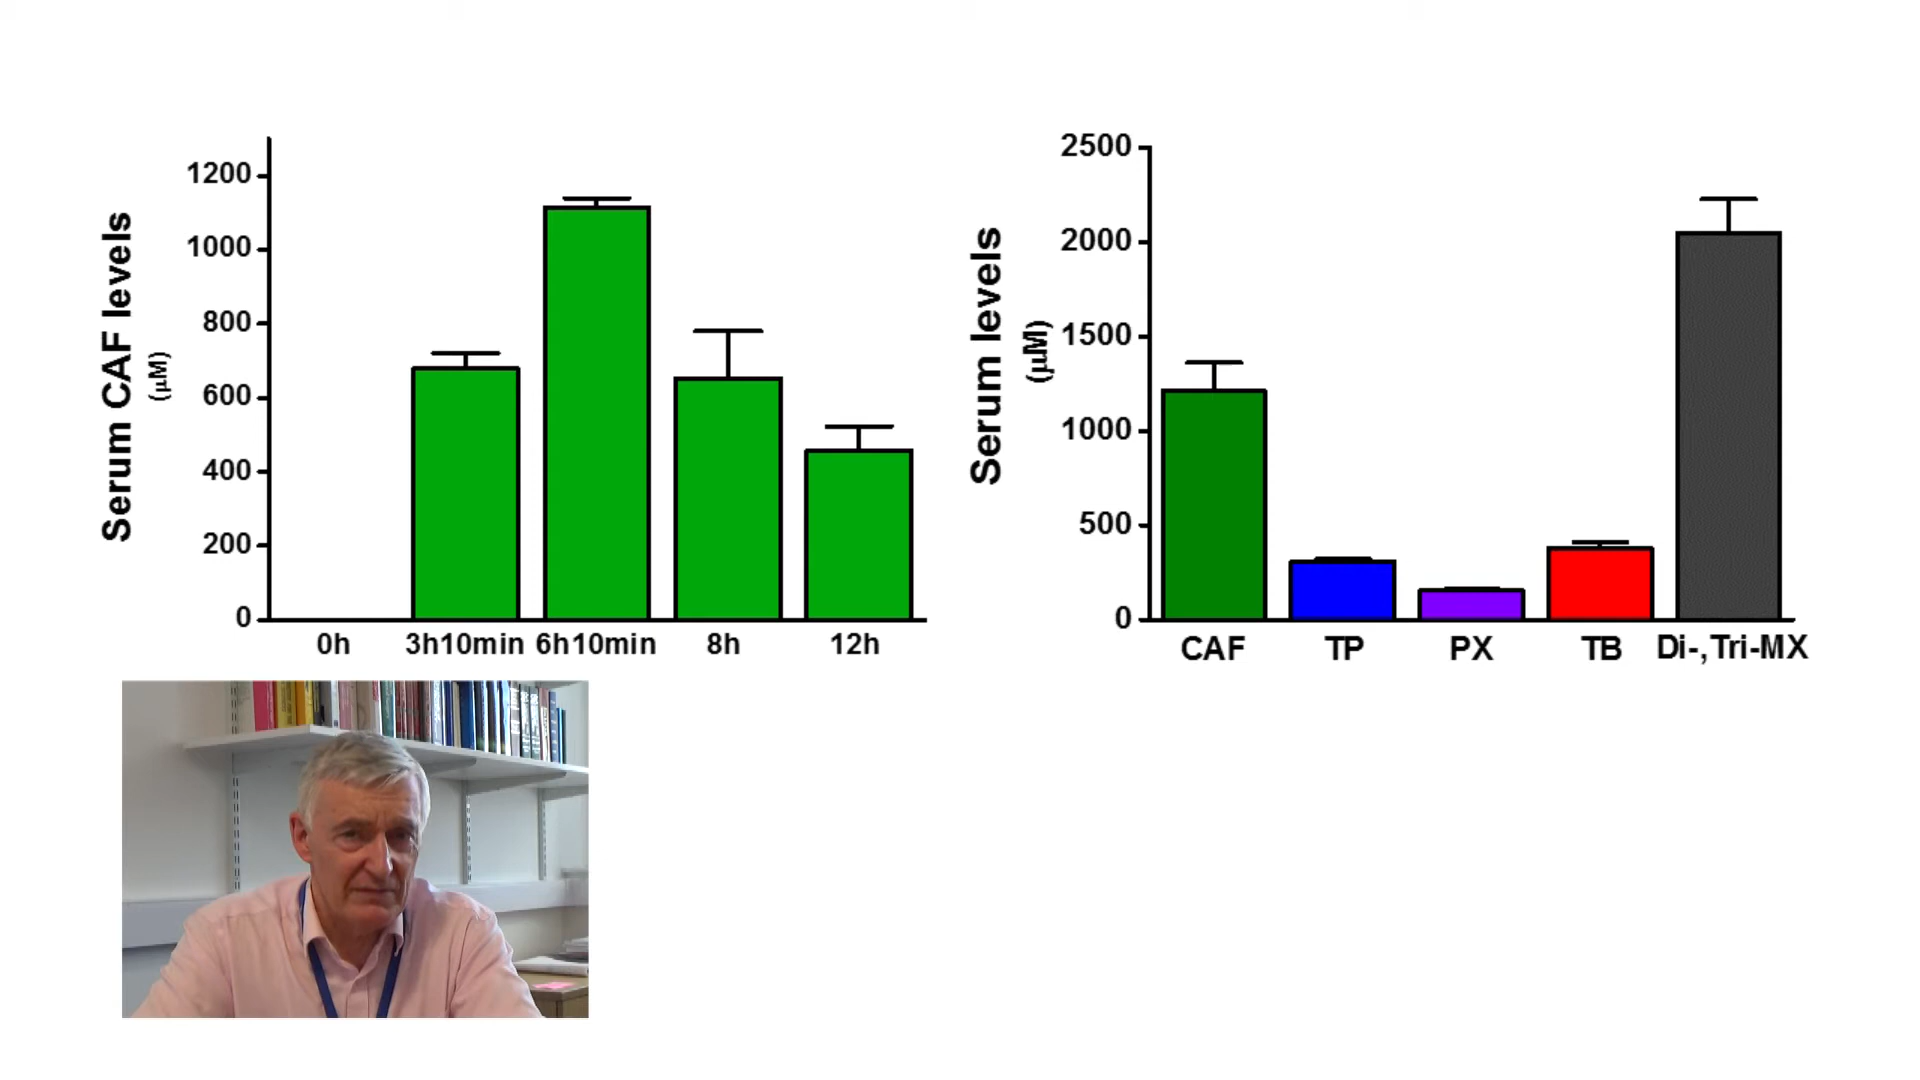 Serum CAF levels
(μM)
1200
1000
800
600
400
200
0
0h 3h10min 6h10min 8h 12h
Serum levels
(μM)
2500
2000
1500
1000
500
0
CAF TP PX TB Di-,Tri-MX